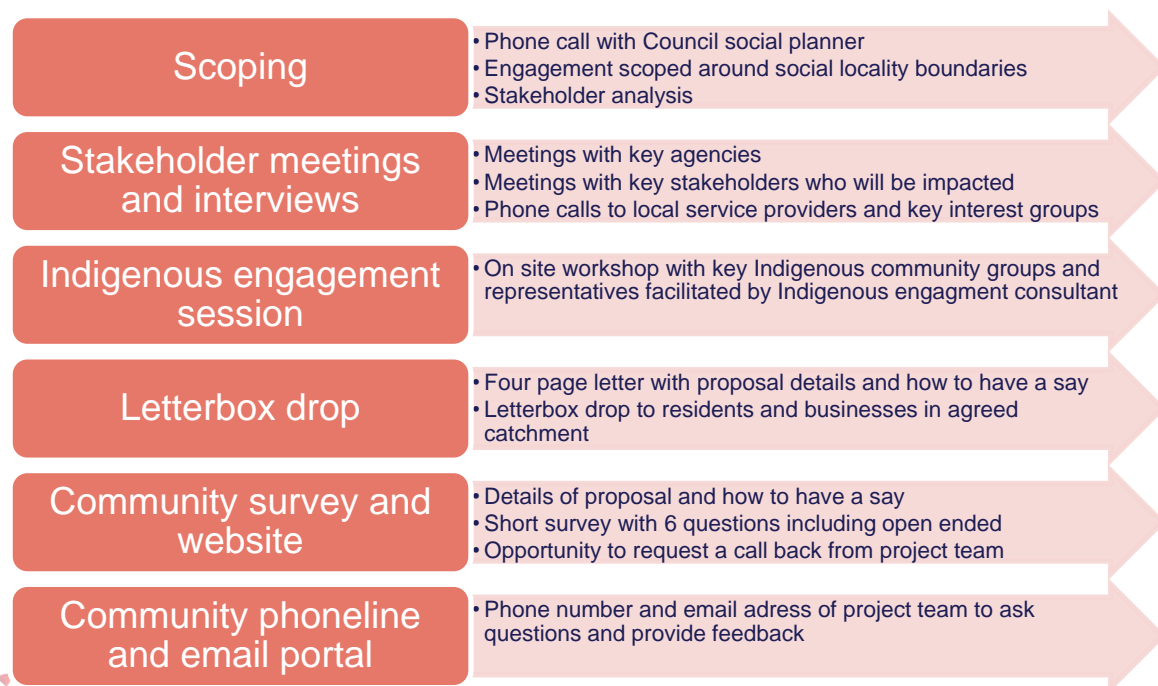 Scoping
• Phone call with Council social planner
• Engagement scoped around social locality boundaries
• Stakeholder analysis
Stakeholder meetings
and interviews
• Meetings with key agencies
• Meetings with key stakeholders who will be impacted
• Phone calls to local service providers and key interest groups
Indigenous engagement
session
• On site workshop with key Indigenous community groups and
representatives facilitated by Indigenous engagment consultant
Letterbox drop
• Four page letter with proposal details and how to have a say
• Letterbox drop to residents and businesses in agreed
catchment
Community survey and
website
• Details of proposal and how to have a say
• Short survey with 6 questions including open ended
• Opportunity to request a call back from project team
Community phoneline
and email portal
• Phone number and email adress of project team to ask
questions and provide feedback